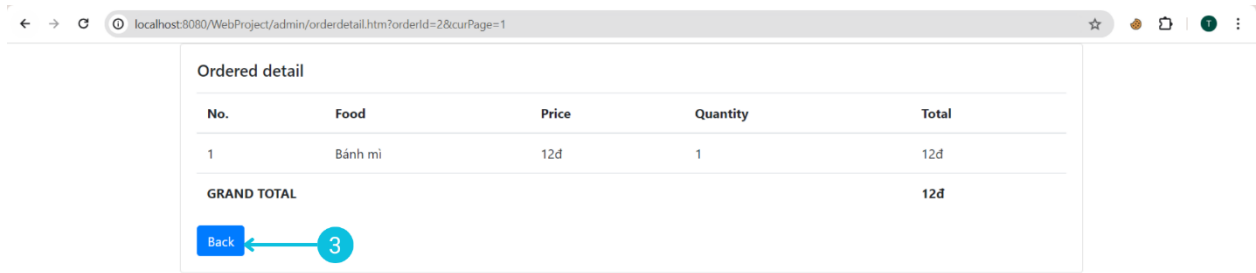 localhost:8080/WebProject/admin/orderdetail.htm?orderId=2&curPage=1
T
Ordered detail
No. Food Price Quantity Total
1 Bánh mì 12đ 1 12đ
GRAND TOTAL 12đ
Back 3